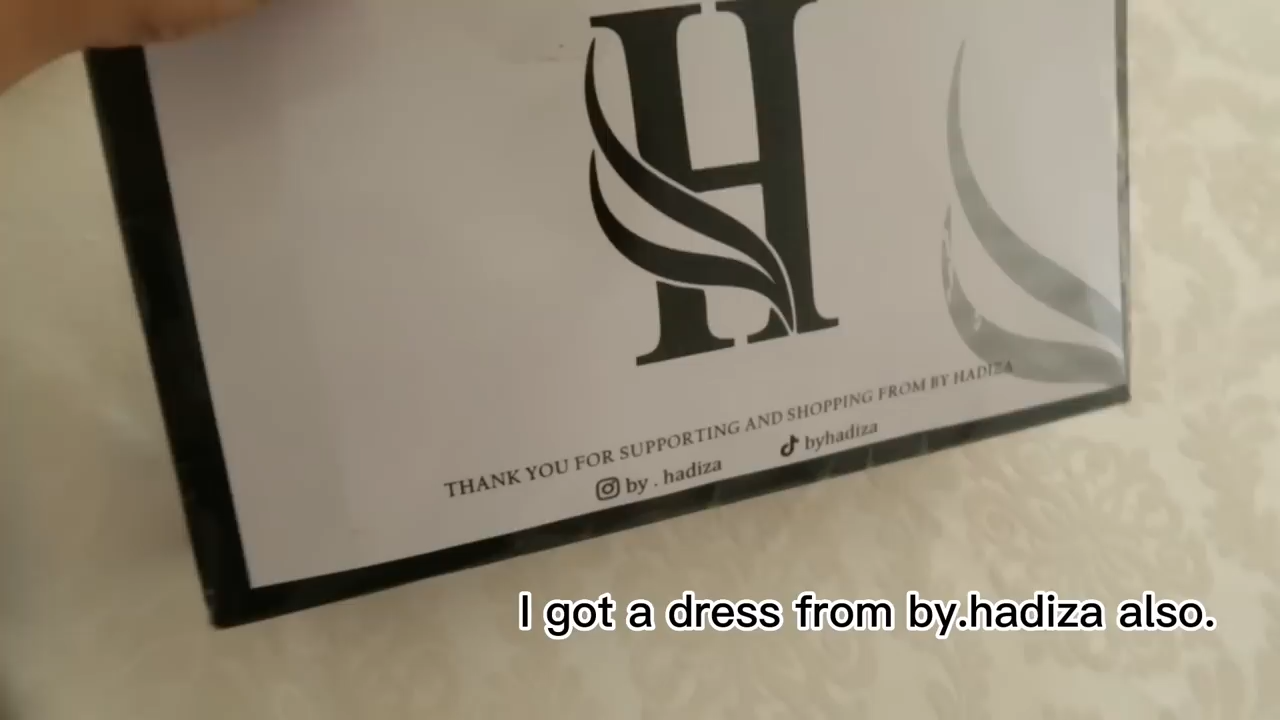 H
THANK YOU FOR SUPPORTING AND SHOPPING FROM BY HADIZA
by . hadiza
byhadiza
I got a dress from by.hadiza also.